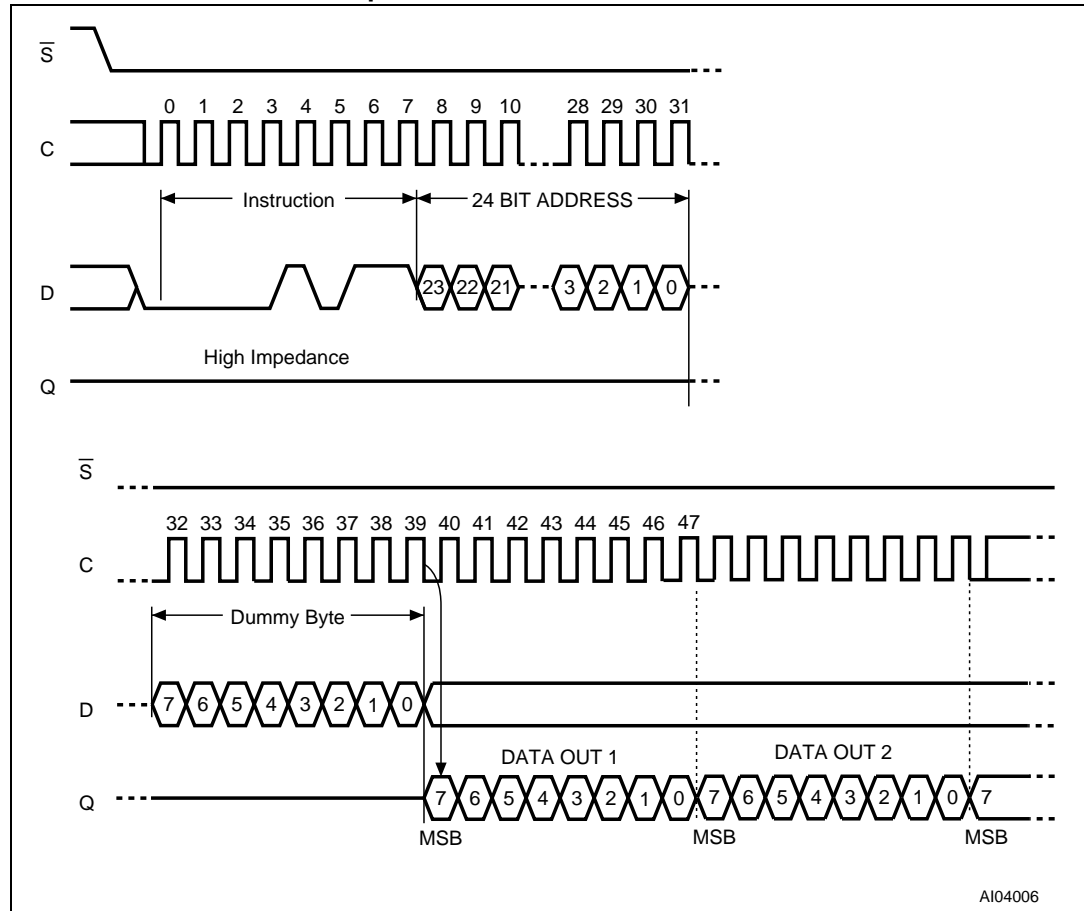 S
0 1 2 3 4 5 6 7 8 9 10 28 29 30 31
C
Instruction 24 BIT ADDRESS
D 23 22 21 3 2 1 0
High Impedance
Q
S
32 33 34 35 36 37 38 39 40 41 42 43 44 45 46 47
C
Dummy Byte
D 7 6 5 4 3 2 1 0
DATA OUT 1 DATA OUT 2
Q 7 6 5 4 3 2 1 0 7 6 5 4 3 2 1 0 7
MSB MSB MSB
AI04006